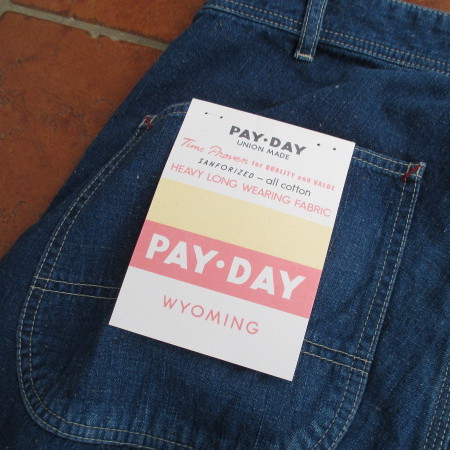 PAY•DAY
UNION MADE
Time Proven for QUALITY and VALUE
SANFORIZED — all cotton
HEAVY LONG WEARING FABRIC
PAY•DAY
WYOMING